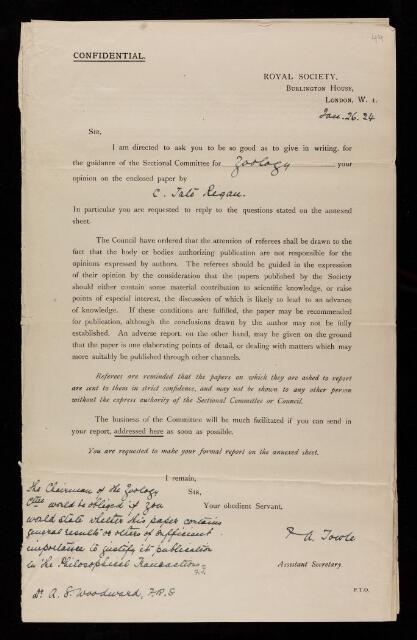 44
CONFIDENTIAL.
ROYAL SOCIETY,
BURLINGTON HOUSE,
LONDON, W. 1.
Jan. 26. 24
SIR,
I am directed to ask you to be so good as to give in writing, for
the guidance of the Sectional Committee for Zoology your
opinion on the enclosed paper by
C. Tate Regan.
In particular you are requested to reply to the questions stated on the annexed
sheet.
The Council have ordered that the attention of referees shall be drawn to the
fact that the body or bodies authorizing publication are not responsible for the
opinions expressed by authors. The referees should be guided in the expression
of their opinion by the consideration that the papers published by the Society
should either contain some material contribution to scientific knowledge, or raise
points of especial interest, the discussion of which is likely to lead to an advance
of knowledge. If these conditions are fulfilled, the paper may be recommended
for publication, although the conclusions drawn by the author may not be fully
established. An adverse report, on the other hand, may be given on the ground
that the paper is one elaborating points of detail, or dealing with matters which may
more suitably be published through other channels.
Referees are reminded that the papers on which they are asked to report
are sent to them in strict confidence, and may not be shown to any other person
without the express authority of the Sectional Committee or Council.
The business of the Committee will be much facilitated if you can send in
your report, addressed here as soon as possible.
You are requested to make your formal report on the annexed sheet.
I remain,
SIR,
Your obedient Servant,
The Chairman of the Zoology
Cttee would be obliged if you
would state whether this paper contains
general results or others of sufficient
importance to justify its publication
in the Philosophical Transactions
F. A. Towle
Assistant Secretary.
Dr. A. S. Woodward, F.R.S
P.T.O.